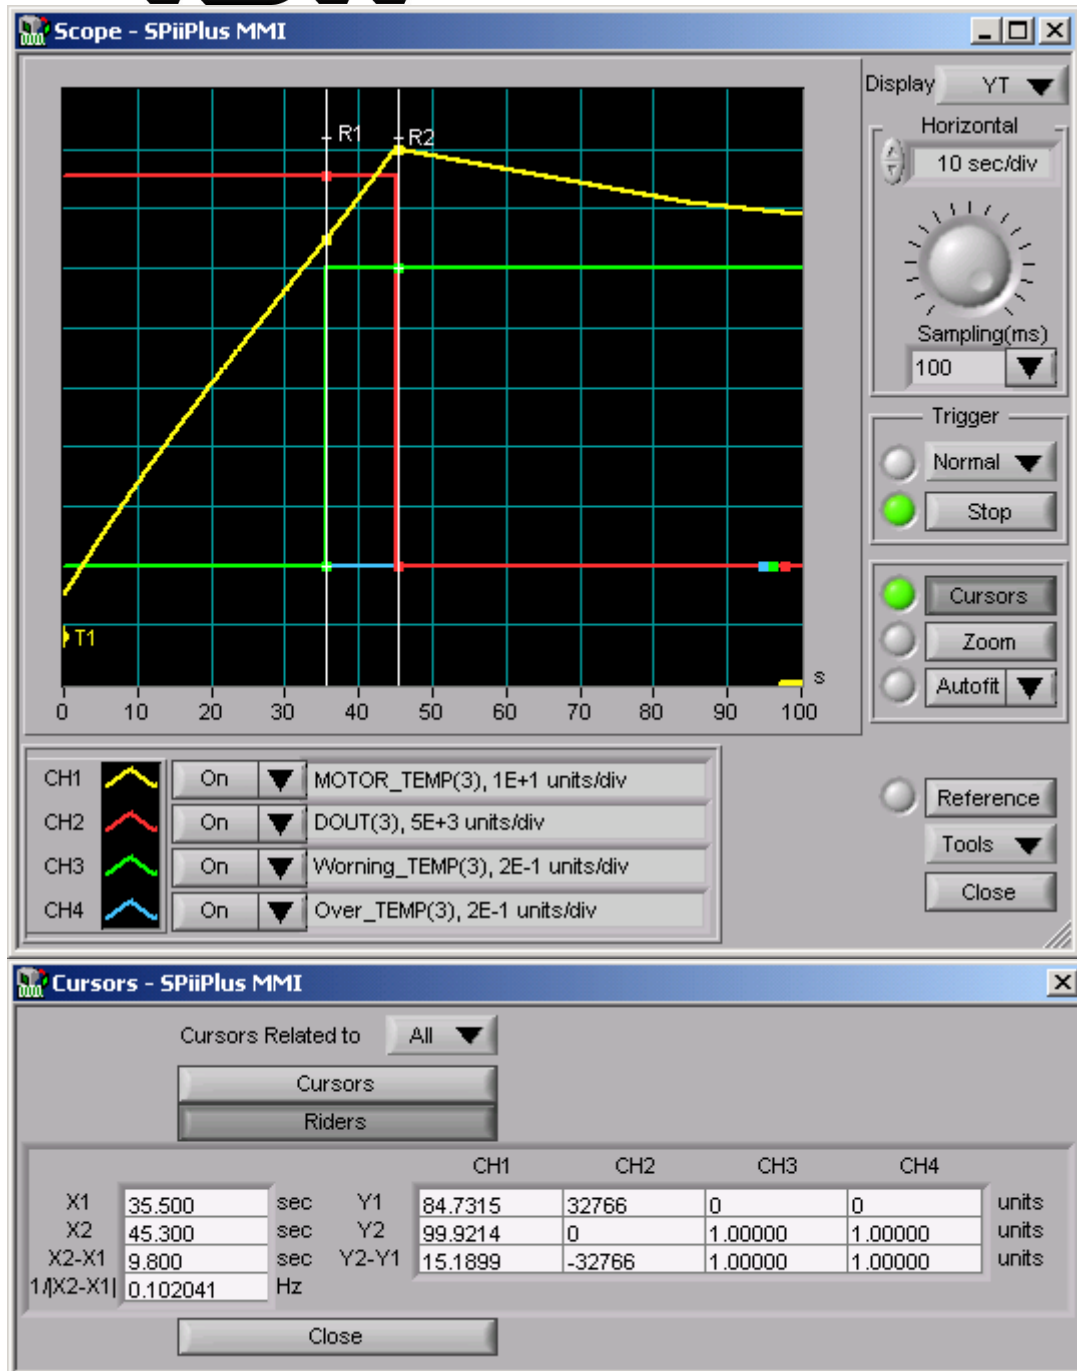 Scope - SPiiPlus MMI
Display YT
Horizontal
10 sec/div
Sampling(ms)
100
Trigger
Normal
Stop
Cursors
Zoom
Autofit
R1
R2
T1
s
0 10 20 30 40 50 60 70 80 90 100
CH1 On MOTOR_TEMP(3), 1E+1 units/div
CH2 On DOUT(3), 5E+3 units/div
CH3 On Worning_TEMP(3), 2E-1 units/div
CH4 On Over_TEMP(3), 2E-1 units/div
Reference
Tools
Close
Cursors - SPiiPlus MMI
Cursors Related to All
Cursors
Riders
CH1 CH2 CH3 CH4
X1 35.500 sec Y1 84.7315 32766 0 0 units
X2 45.300 sec Y2 99.9214 0 1.00000 1.00000 units
X2-X1 9.800 sec Y2-Y1 15.1899 -32766 1.00000 1.00000 units
1/|X2-X1| 0.102041 Hz
Close